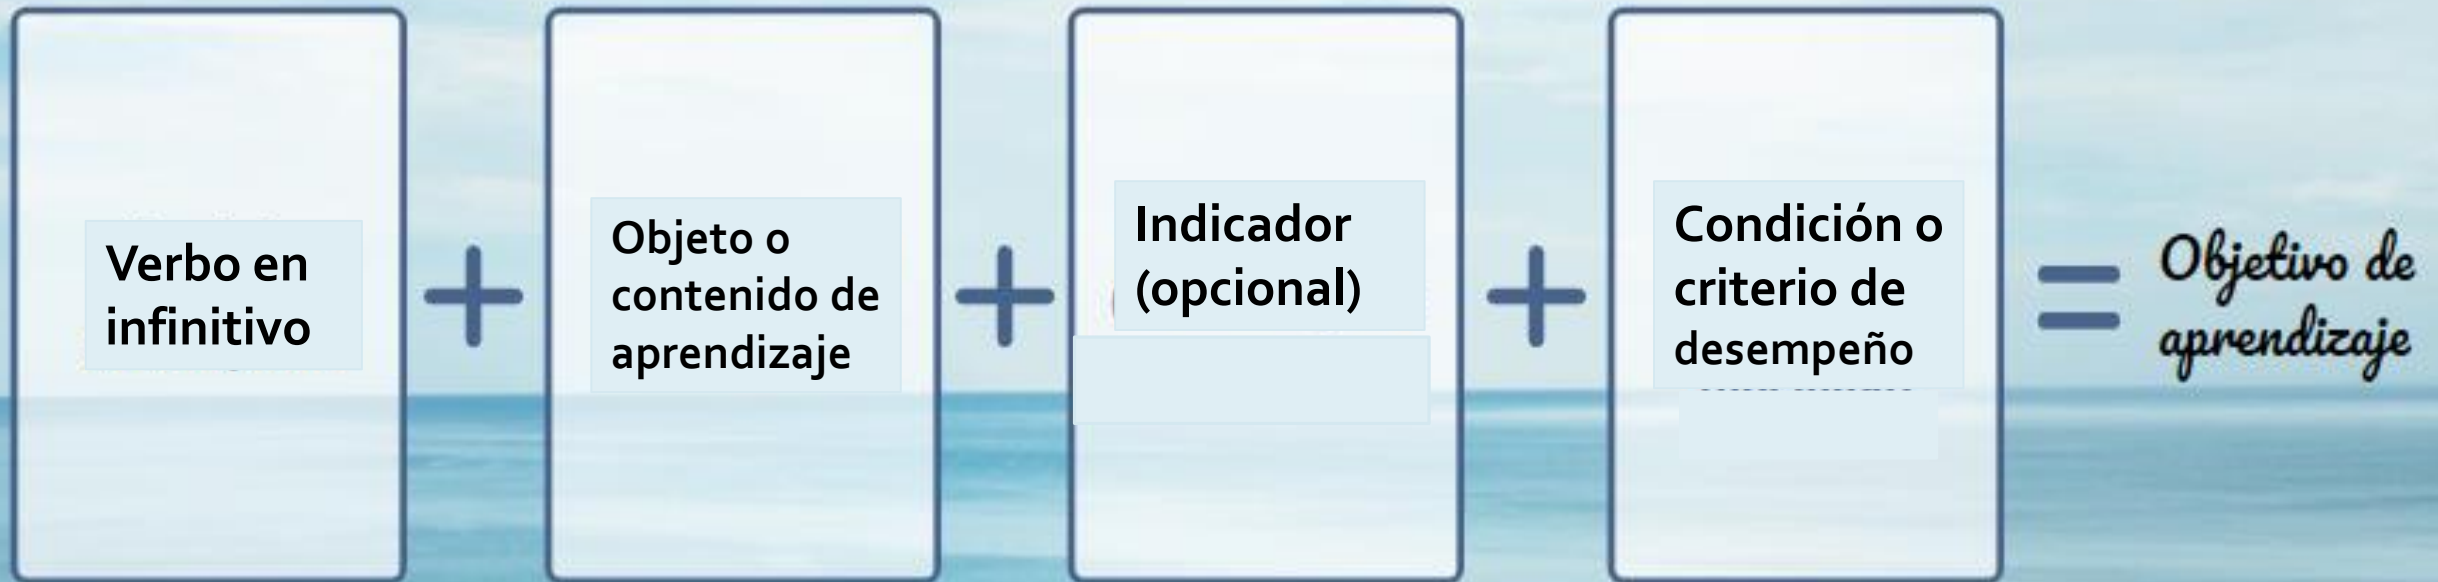 Verbo en
infinitivo
Objeto o
contenido de
aprendizaje
Indicador
(opcional)
Condición o
criterio de
desempeño
Objetivo de
aprendizaje